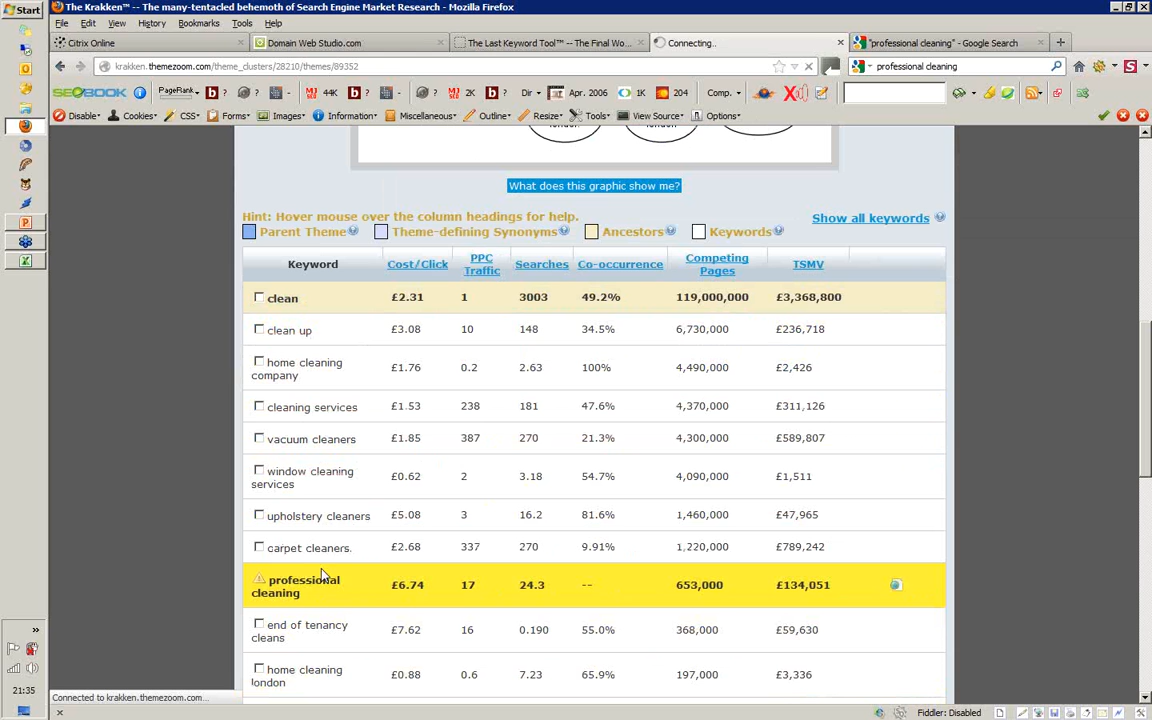 Start
The Krakken™ -- The many-tentacled behemoth of Search Engine Market Research - Mozilla Firefox
File Edit View History Bookmarks Tools Help
Citrix Online
Domain Web Studio.com
The Last Keyword Tool™ -- The Final Wo...
Connecting..
"professional cleaning" - Google Search
krakken.themezoom.com/theme_clusters/28210/themes/89352
professional cleaning
SEOBOOK PageRank ? ? 44K ? - ? 2K ? Dir Apr. 2006 1K 204 Comp.
Disable Cookies CSS Forms Images Information Miscellaneous Outline Resize Tools View Source Options
london london
What does this graphic show me?
Hint: Hover mouse over the column headings for help.
Show all keywords
Parent Theme Theme-defining Synonyms Ancestors Keywords
Keyword Cost/Click PPC Traffic Searches Co-occurrence Competing Pages TSMV
clean £2.31 1 3003 49.2% 119,000,000 £3,368,800
clean up £3.08 10 148 34.5% 6,730,000 £236,718
home cleaning company £1.76 0.2 2.63 100% 4,490,000 £2,426
cleaning services £1.53 238 181 47.6% 4,370,000 £311,126
vacuum cleaners £1.85 387 270 21.3% 4,300,000 £589,807
window cleaning services £0.62 2 3.18 54.7% 4,090,000 £1,511
upholstery cleaners £5.08 3 16.2 81.6% 1,460,000 £47,965
carpet cleaners. £2.68 337 270 9.91% 1,220,000 £789,242
professional cleaning £6.74 17 24.3 -- 653,000 £134,051
end of tenancy cleans £7.62 16 0.190 55.0% 368,000 £59,630
home cleaning london £0.88 0.6 7.23 65.9% 197,000 £3,336
21:35
Connected to krakken.themezoom.com...
Fiddler: Disabled